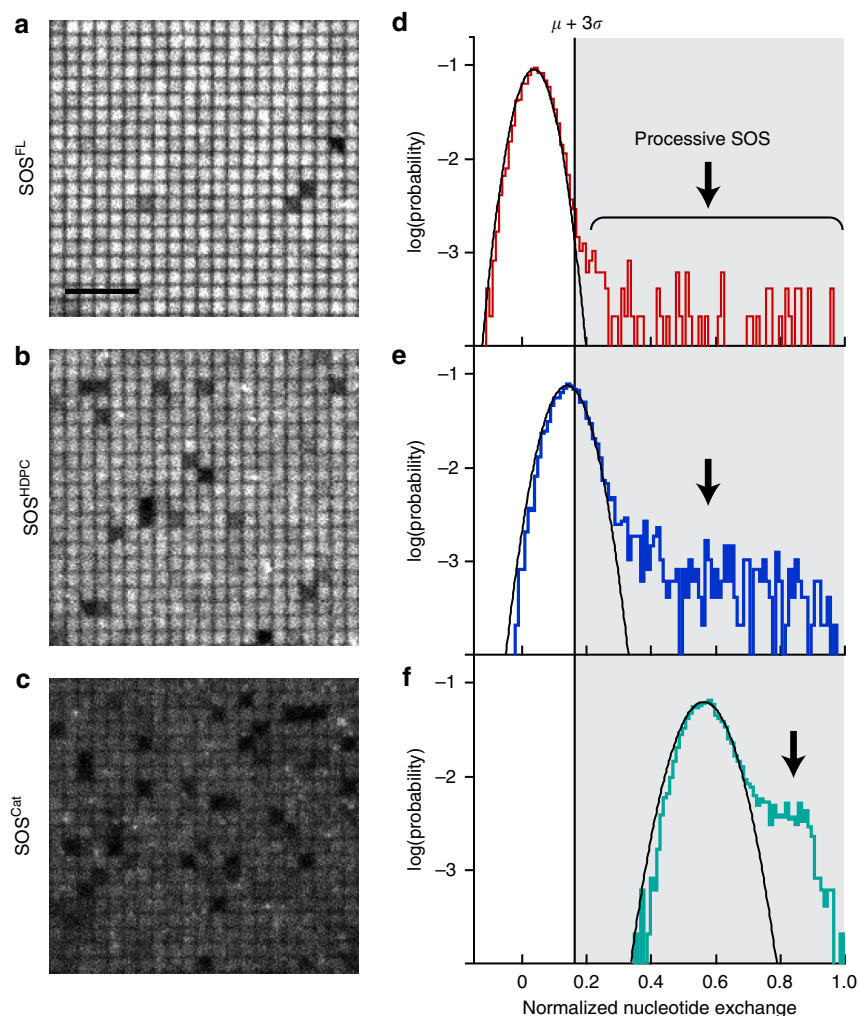 a
SOS^FL
b
SOS^HDPC
c
SOS^Cat
d
μ + 3σ
Processive SOS
log(probability)
−1
−2
−3
e
log(probability)
−1
−2
−3
f
log(probability)
−1
−2
−3
0 0.2 0.4 0.6 0.8 1.0
Normalized nucleotide exchange